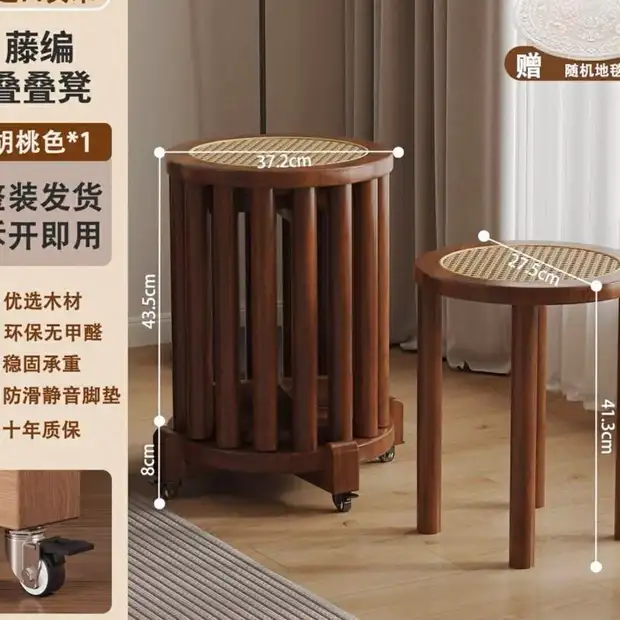 藤编
叠叠凳
胡桃色*1
整装发货
拆开即用
优选木材
环保无甲醛
稳固承重
防滑静音脚垫
十年质保
赠
随机地毯
37.2cm
43.5cm
8cm
27.5cm
41.3cm